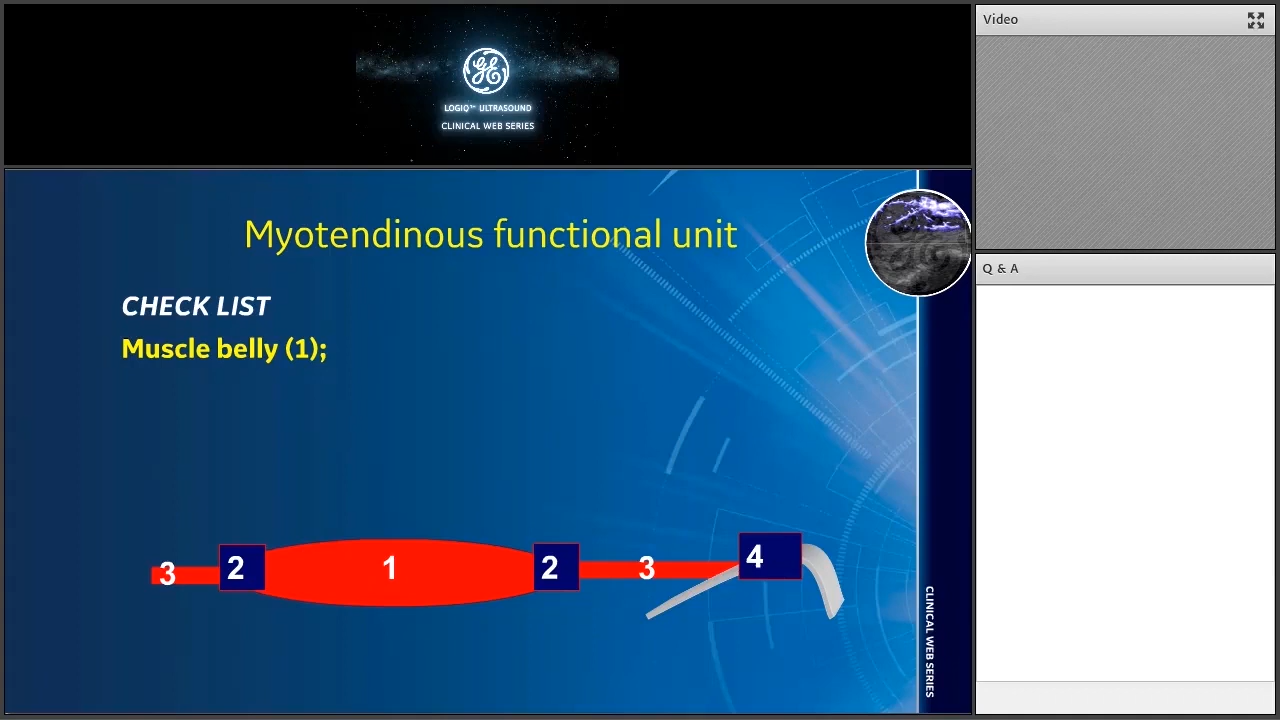 LOGIQ™ ULTRASOUND
CLINICAL WEB SERIES
Video
Myotendinous functional unit
CHECK LIST
Muscle belly (1);
3 2 1 2 3 4
CLINICAL WEB SERIES
Q & A